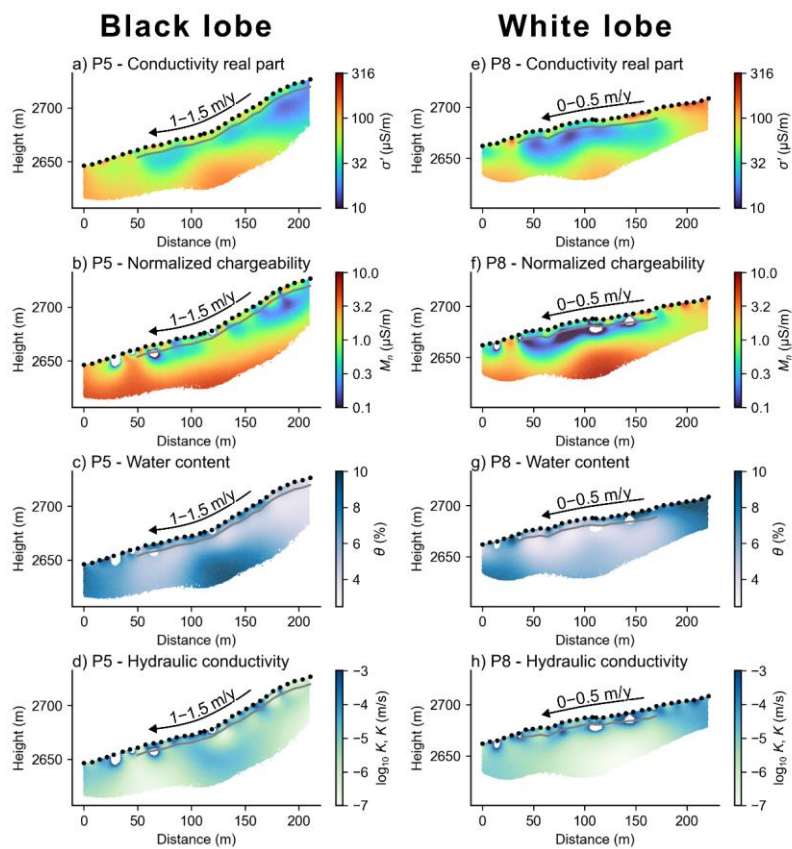 Black lobe
White lobe
a) P5 - Conductivity real part
1−1.5 m/y
2700
2650
Height (m)
0 50 100 150 200
Distance (m)
316
100
32
10
σ' (µS/m)
e) P8 - Conductivity real part
0−0.5 m/y
2700
2650
Height (m)
0 50 100 150 200
Distance (m)
316
100
32
10
σ' (µS/m)
b) P5 - Normalized chargeability
1−1.5 m/y
2700
2650
Height (m)
0 50 100 150 200
Distance (m)
10.0
3.2
1.0
0.3
0.1
Mn (µS/m)
f) P8 - Normalized chargeability
0−0.5 m/y
2700
2650
Height (m)
0 50 100 150 200
Distance (m)
10.0
3.2
1.0
0.3
0.1
Mn (µS/m)
c) P5 - Water content
1−1.5 m/y
2700
2650
Height (m)
0 50 100 150 200
Distance (m)
10
8
6
4
θ (%)
g) P8 - Water content
0−0.5 m/y
2700
2650
Height (m)
0 50 100 150 200
Distance (m)
10
8
6
4
θ (%)
d) P5 - Hydraulic conductivity
1−1.5 m/y
2700
2650
Height (m)
0 50 100 150 200
Distance (m)
−3
−4
−5
−6
−7
log10 K, K (m/s)
h) P8 - Hydraulic conductivity
0−0.5 m/y
2700
2650
Height (m)
0 50 100 150 200
Distance (m)
−3
−4
−5
−6
−7
log10 K, K (m/s)